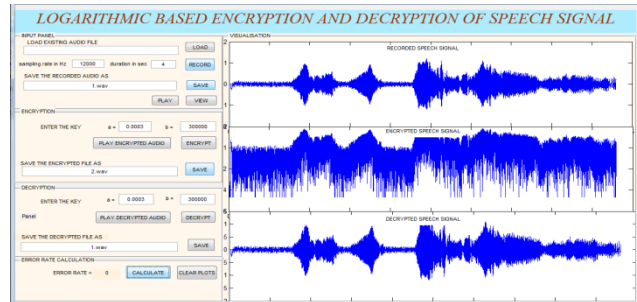 LOGARITHMIC BASED ENCRYPTION AND DECRYPTION OF SPEECH SIGNAL
INPUT PANEL
LOAD EXISTING AUDIO FILE
LOAD
sampling rate in Hz 12000 duration in sec 4 RECORD
SAVE THE RECORDED AUDIO AS
1.wav SAVE
PLAY VIEW
ENCRYPTION
ENTER THE KEY a = 0.0003 b = 300000
PLAY ENCRYPTED AUDIO ENCRYPT
SAVE THE ENCRYPTED FILE AS
2.wav SAVE
DECRYPTION
ENTER THE KEY a = 0.0003 b = 300000
Panel PLAY DECRYPTED AUDIO DECRYPT
SAVE THE DECRYPTED FILE AS
1.wav SAVE
ERROR RATE CALCULATION
ERROR RATE = 0 CALCULATE CLEAR PLOTS
VISUALISATION
RECORDED SPEECH SIGNAL
ENCRYPTED SPEECH SIGNAL
DECRYPTED SPEECH SIGNAL